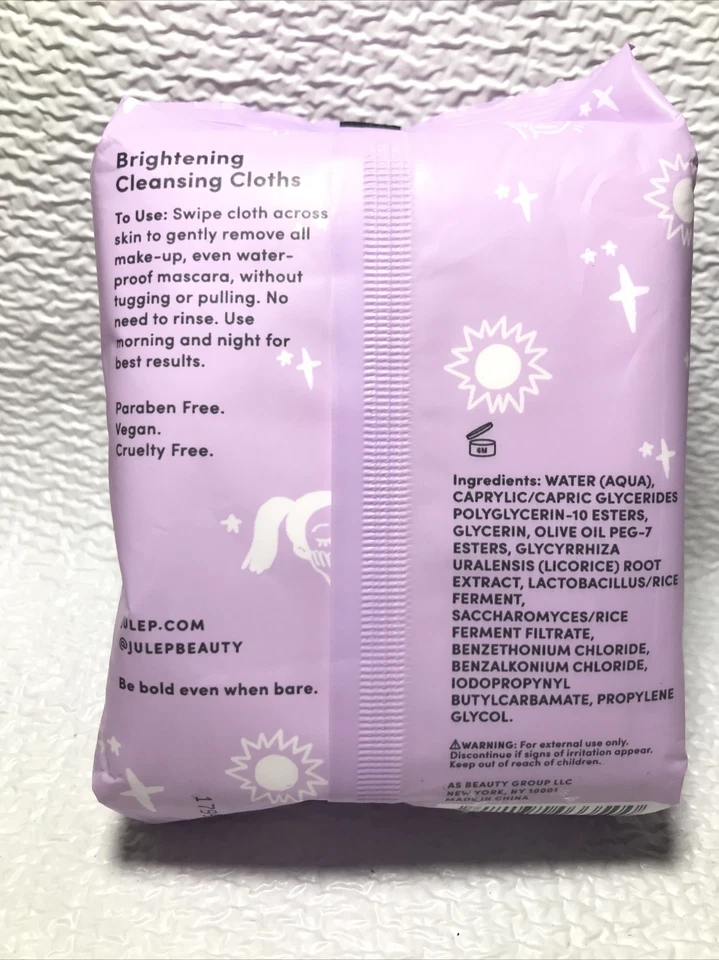 Brightening
Cleansing Cloths
To Use: Swipe cloth across
skin to gently remove all
make-up, even water-
proof mascara, without
tugging or pulling. No
need to rinse. Use
morning and night for
best results.
Paraben Free.
Vegan.
Cruelty Free.
JULEP.COM
@JULEPBEAUTY
Be bold even when bare.
6M
Ingredients: WATER (AQUA),
CAPRYLIC/CAPRIC GLYCERIDES
POLYGLYCERIN-10 ESTERS,
GLYCERIN, OLIVE OIL PEG-7
ESTERS, GLYCYRRHIZA
URALENSIS (LICORICE) ROOT
EXTRACT, LACTOBACILLUS/RICE
FERMENT,
SACCHAROMYCES/RICE
FERMENT FILTRATE,
BENZETHONIUM CHLORIDE,
BENZALKONIUM CHLORIDE,
IODOPROPYNYL
BUTYLCARBAMATE, PROPYLENE
GLYCOL.
⚠WARNING: For external use only.
Discontinue if signs of irritation appear.
Keep out of reach of children.
AS BEAUTY GROUP LLC
NEW YORK, NY 10001
MADE IN CHINA